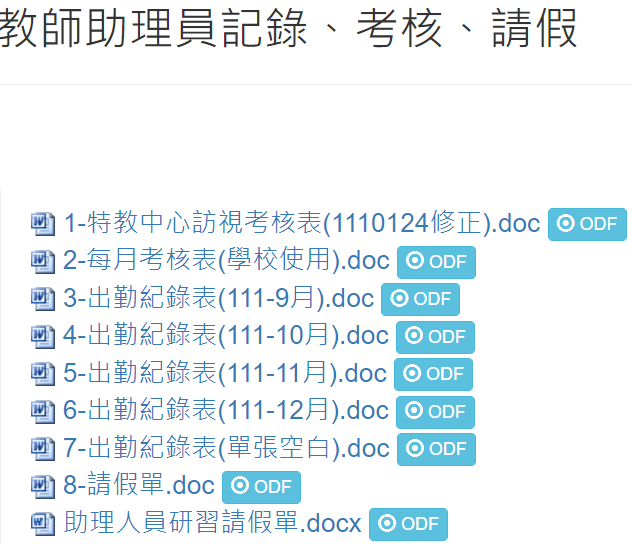 教師助理員記錄、考核、請假
1-特教中心訪視考核表(1110124修正).doc ODF
2-每月考核表(學校使用).doc ODF
3-出勤紀錄表(111-9月).doc ODF
4-出勤紀錄表(111-10月).doc ODF
5-出勤紀錄表(111-11月).doc ODF
6-出勤紀錄表(111-12月).doc ODF
7-出勤紀錄表(單張空白).doc ODF
8-請假單.doc ODF
助理人員研習請假單.docx ODF